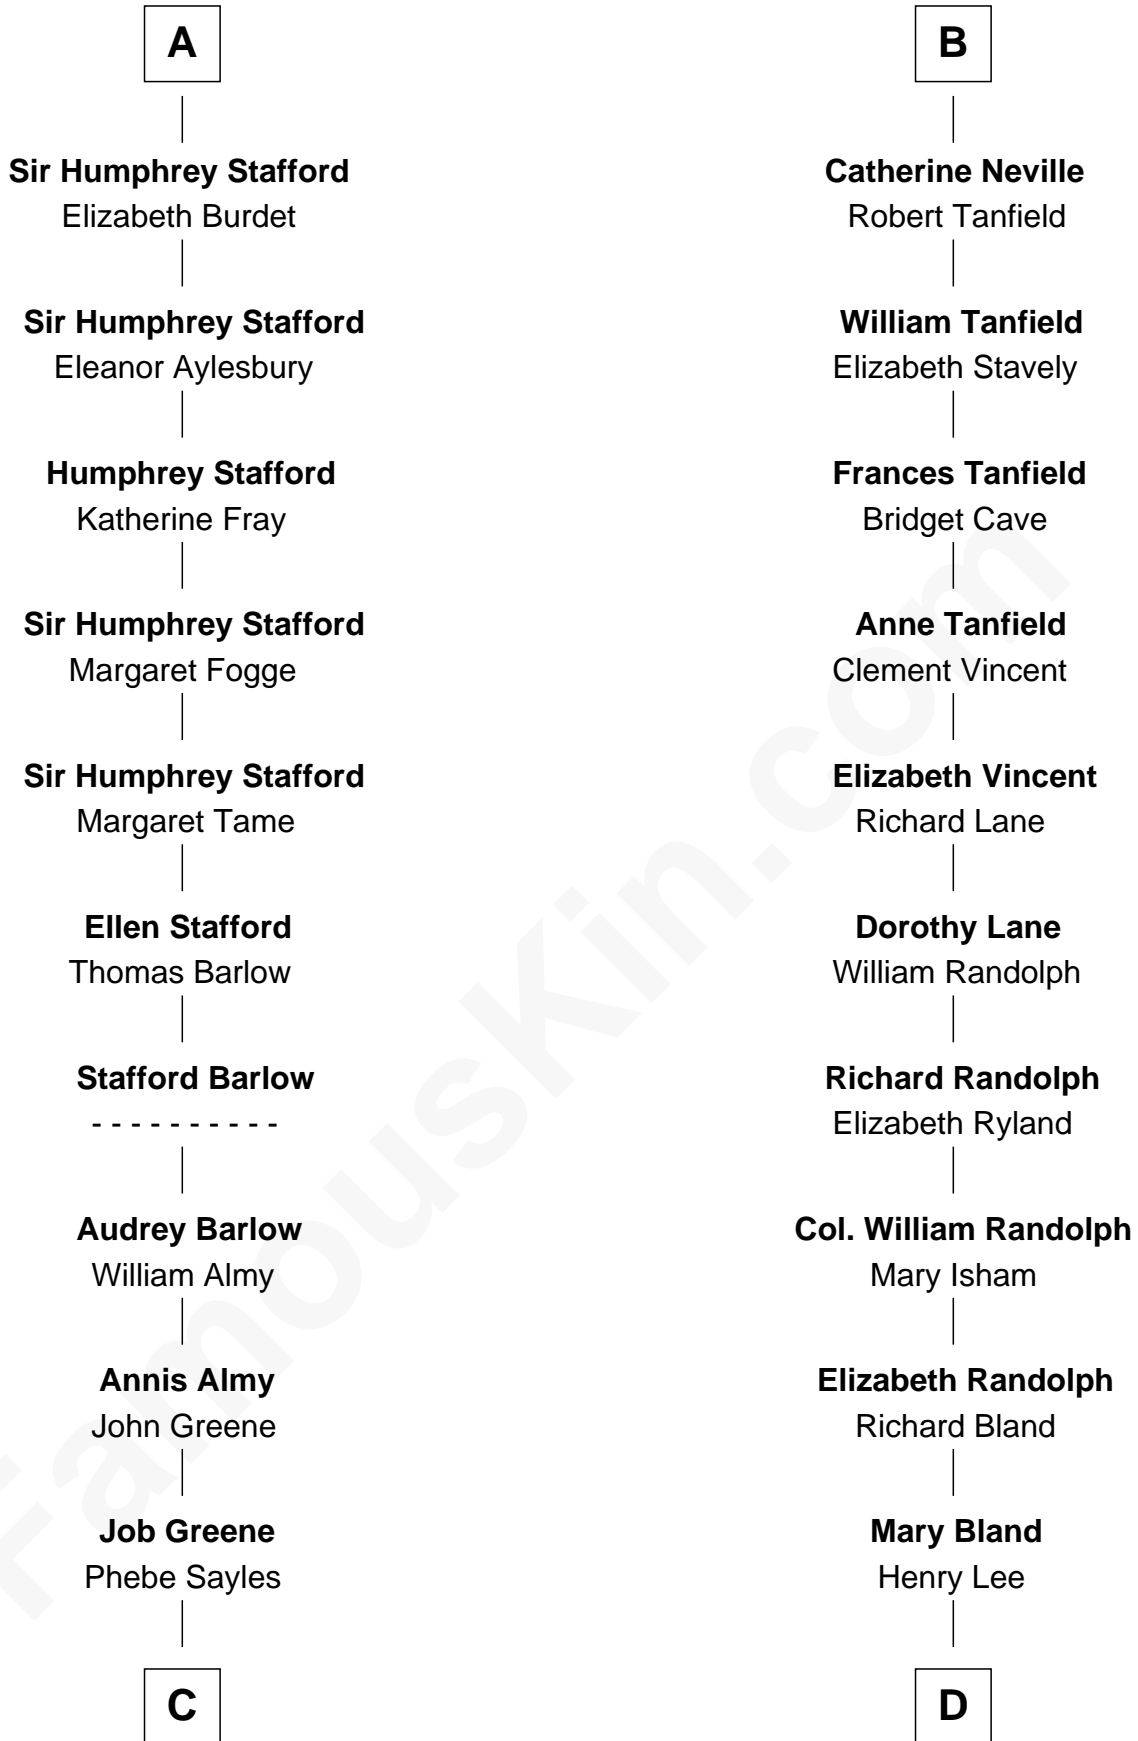 A
Sir Humphrey Stafford
Elizabeth Burdet
Sir Humphrey Stafford
Eleanor Aylesbury
Humphrey Stafford
Katherine Fray
Sir Humphrey Stafford
Margaret Fogge
Sir Humphrey Stafford
Margaret Tame
Ellen Stafford
Thomas Barlow
Stafford Barlow
- - - - - - - - - -
Audrey Barlow
William Almy
Annis Almy
John Greene
Job Greene
Phebe Sayles
C
B
Catherine Neville
Robert Tanfield
William Tanfield
Elizabeth Stavely
Frances Tanfield
Bridget Cave
Anne Tanfield
Clement Vincent
Elizabeth Vincent
Richard Lane
Dorothy Lane
William Randolph
Richard Randolph
Elizabeth Ryland
Col. William Randolph
Mary Isham
Elizabeth Randolph
Richard Bland
Mary Bland
Henry Lee
D
FamousKin.com